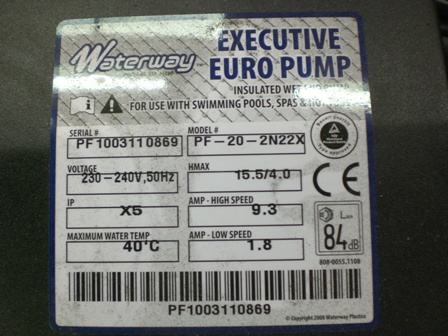 Waterway
EXECUTIVE
EURO PUMP
INSULATED WET END PUMP
FOR USE WITH SWIMMING POOLS, SPAS & HOT TUBS
SERIAL # MODEL #
PF1003110869 PF-20-2N22X
VOLTAGE HMAX
230-240V,50Hz 15.5/4.0
IP AMP - HIGH SPEED
X5 9.3
MAXIMUM WATER TEMP AMP - LOW SPEED
40°C 1.8
CE
LWA
84dB
808-0055.1108
PF1003110869
© Copyright 2008 Waterway Plastics